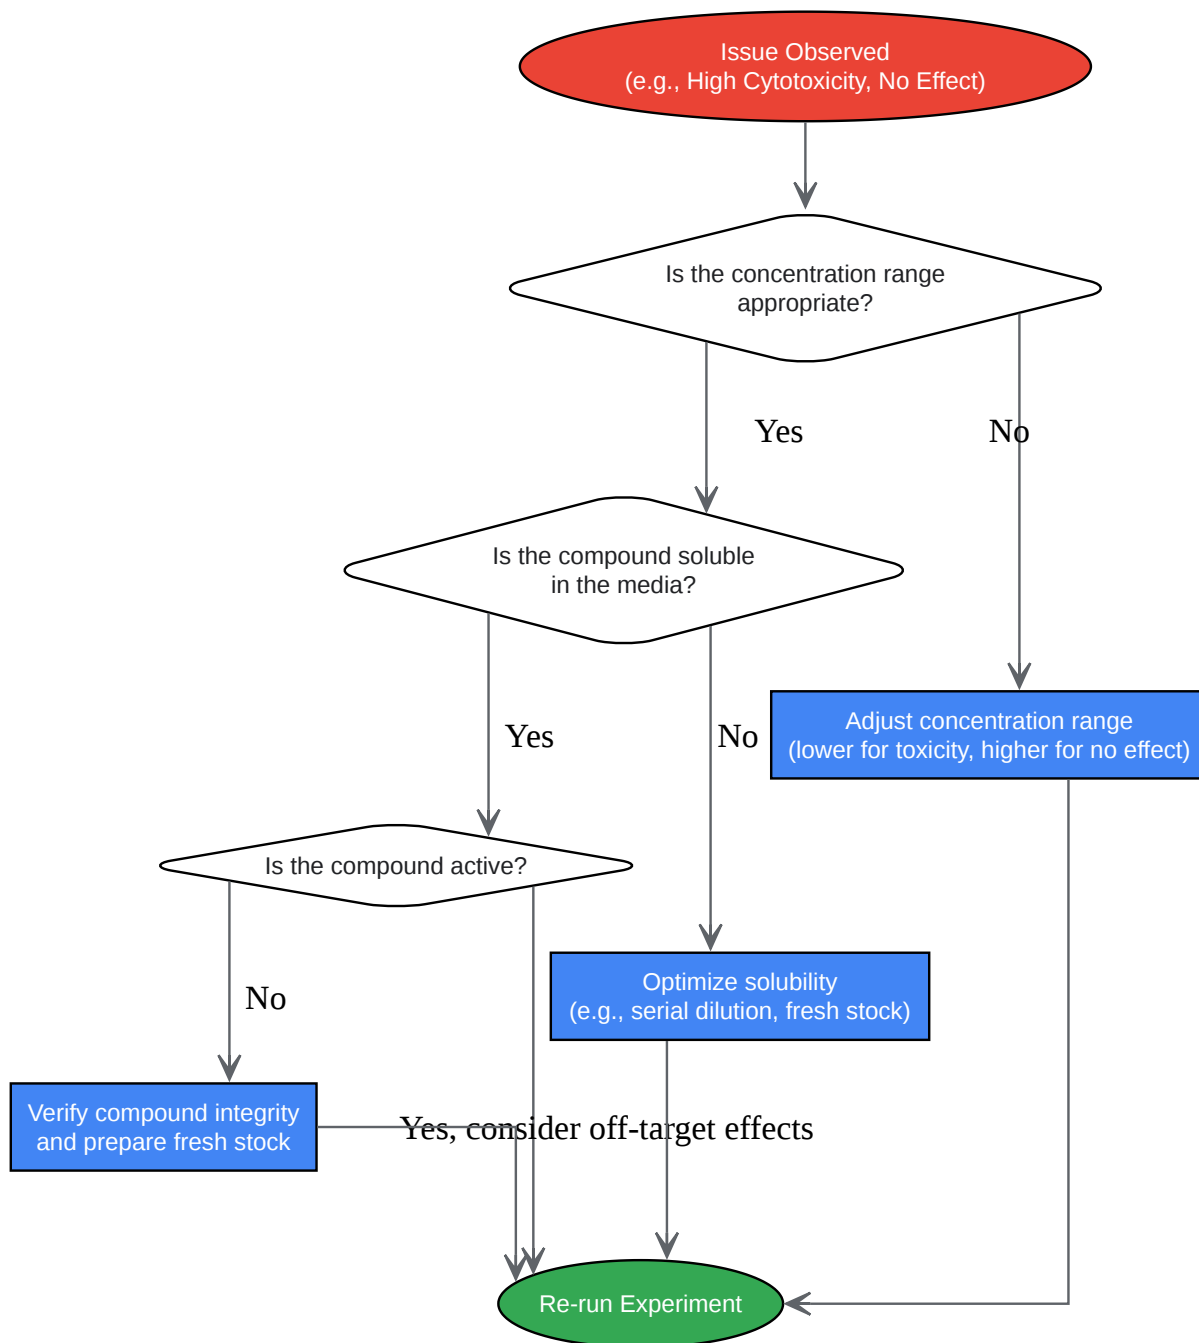 Issue Observed
(e.g., High Cytotoxicity, No Effect)
Is the concentration range
appropriate?
Yes
No
Is the compound soluble
in the media?
Yes
No
Adjust concentration range
(lower for toxicity, higher for no effect)
Is the compound active?
No
Optimize solubility
(e.g., serial dilution, fresh stock)
Verify compound integrity
and prepare fresh stock
Yes, consider off-target effects
Re-run Experiment